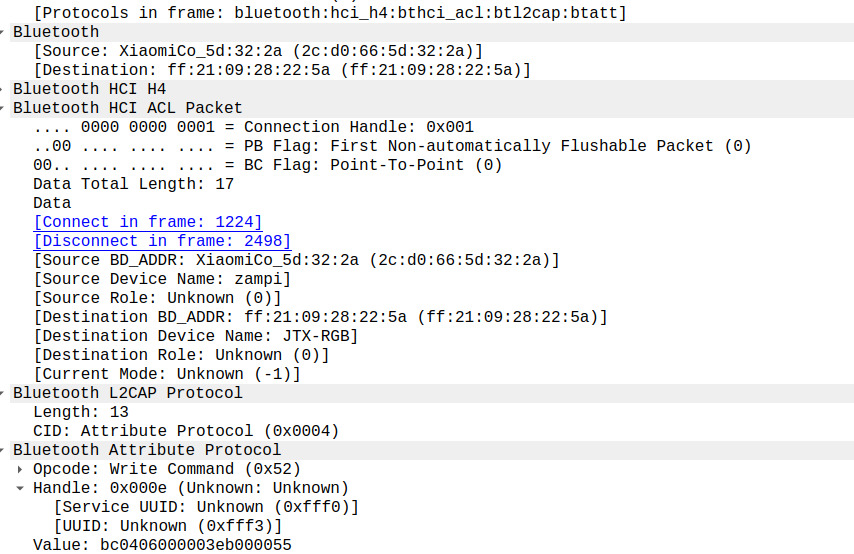 [Protocols in frame: bluetooth:hci_h4:bthci_acl:btl2cap:btatt]
Bluetooth
[Source: XiaomiCo_5d:32:2a (2c:d0:66:5d:32:2a)]
[Destination: ff:21:09:28:22:5a (ff:21:09:28:22:5a)]
Bluetooth HCI H4
Bluetooth HCI ACL Packet
.... 0000 0000 0001 = Connection Handle: 0x001
..00 .... .... .... = PB Flag: First Non-automatically Flushable Packet (0)
00.. .... .... .... = BC Flag: Point-To-Point (0)
Data Total Length: 17
Data
[Connect in frame: 1224]
[Disconnect in frame: 2498]
[Source BD_ADDR: XiaomiCo_5d:32:2a (2c:d0:66:5d:32:2a)]
[Source Device Name: zampi]
[Source Role: Unknown (0)]
[Destination BD_ADDR: ff:21:09:28:22:5a (ff:21:09:28:22:5a)]
[Destination Device Name: JTX-RGB]
[Destination Role: Unknown (0)]
[Current Mode: Unknown (-1)]
Bluetooth L2CAP Protocol
Length: 13
CID: Attribute Protocol (0x0004)
Bluetooth Attribute Protocol
Opcode: Write Command (0x52)
Handle: 0x000e (Unknown: Unknown)
[Service UUID: Unknown (0xfff0)]
[UUID: Unknown (0xfff3)]
Value: bc0406000003eb000055